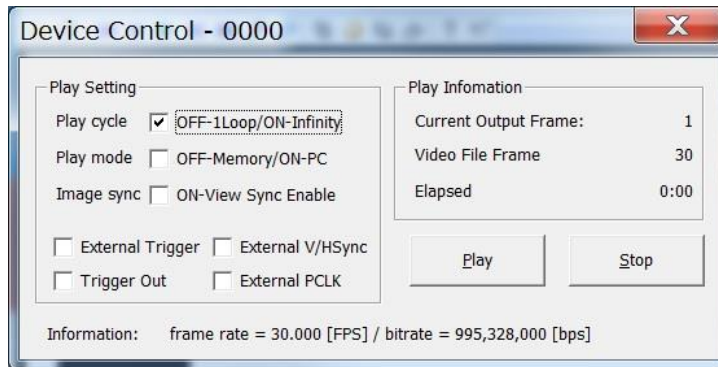 Device Control - 0000
Play Setting
Play cycle OFF-1Loop/ON-Infinity
Play mode OFF-Memory/ON-PC
Image sync ON-View Sync Enable
External Trigger External V/HSync
Trigger Out External PCLK
Play Infomation
Current Output Frame: 1
Video File Frame 30
Elapsed 0:00
Play Stop
Information: frame rate = 30.000 [FPS] / bitrate = 995,328,000 [bps]